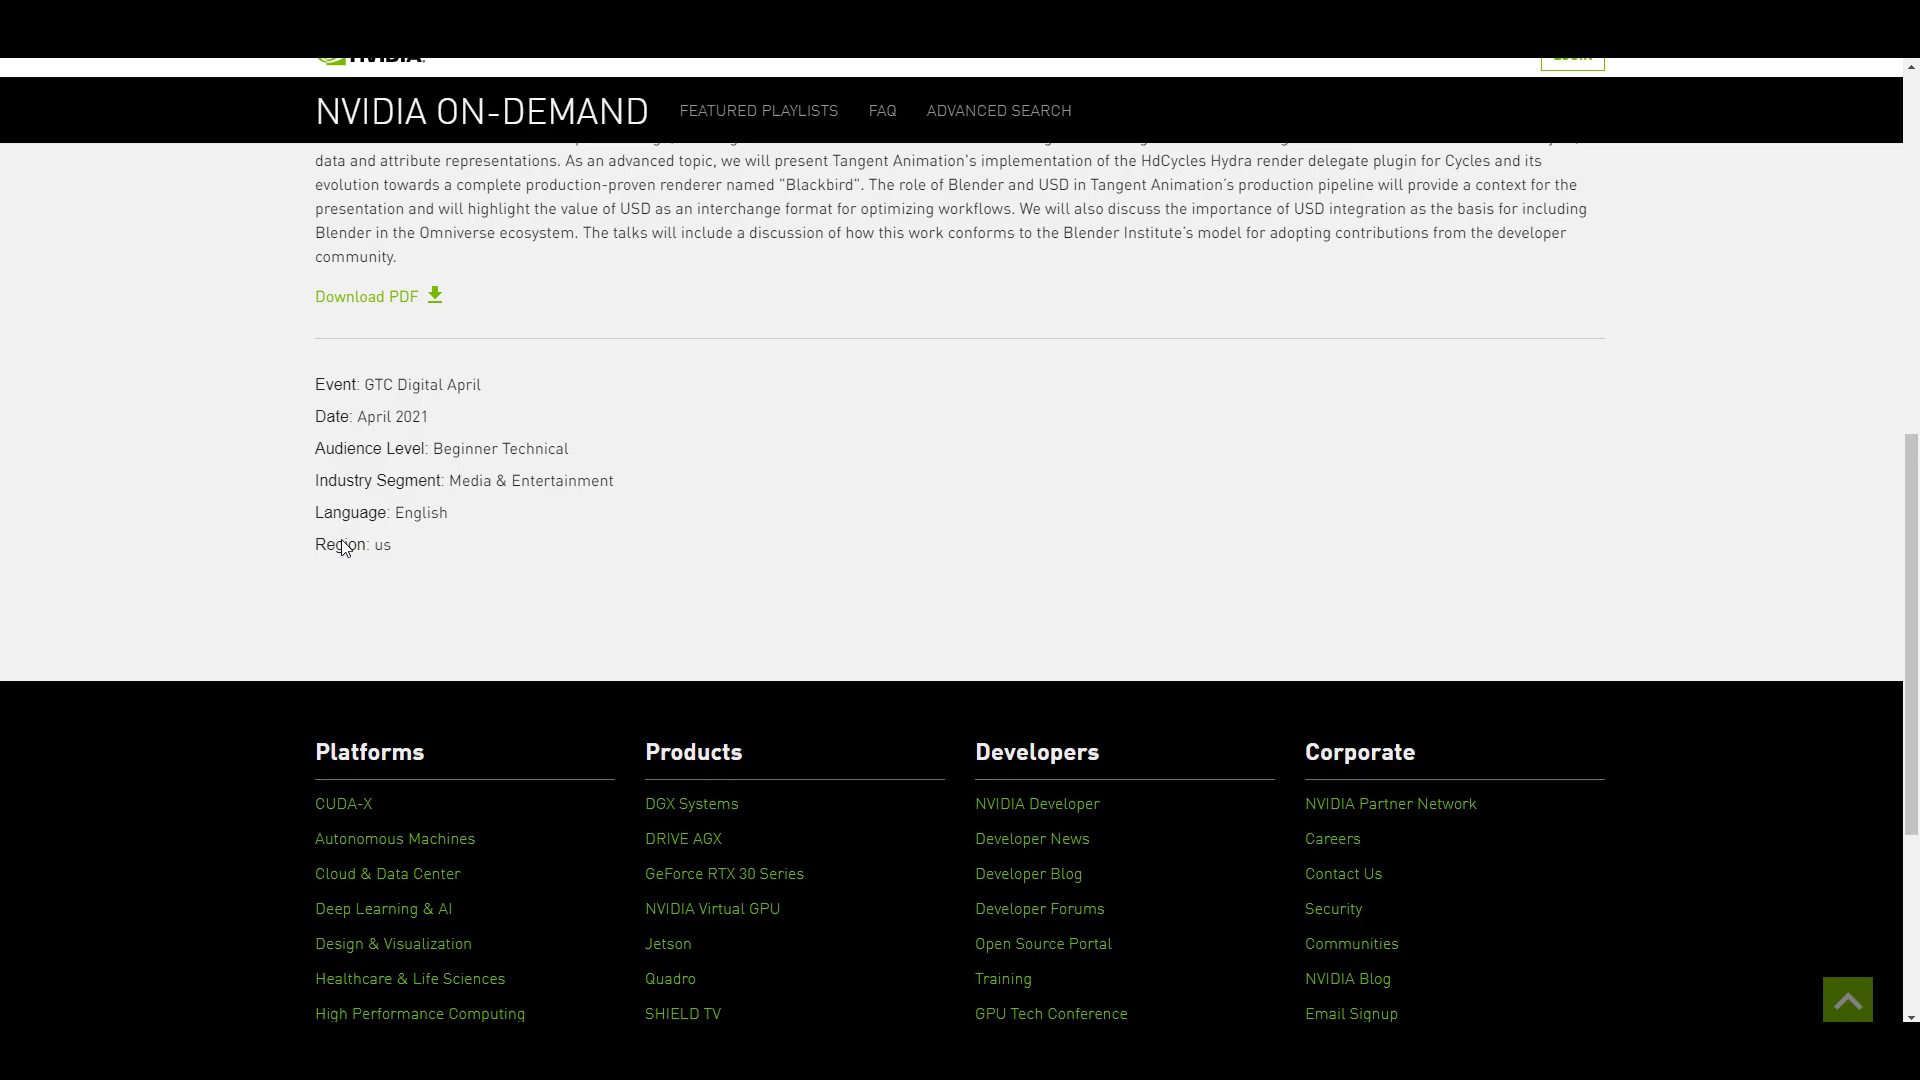 NVIDIA.
LOGIN
NVIDIA ON-DEMAND
FEATURED PLAYLISTS
FAQ
ADVANCED SEARCH
data and attribute representations. As an advanced topic, we will present Tangent Animation's implementation of the HdCycles Hydra render delegate plugin for Cycles and its
evolution towards a complete production-proven renderer named "Blackbird". The role of Blender and USD in Tangent Animation's production pipeline will provide a context for the
presentation and will highlight the value of USD as an interchange format for optimizing workflows. We will also discuss the importance of USD integration as the basis for including
Blender in the Omniverse ecosystem. The talks will include a discussion of how this work conforms to the Blender Institute's model for adopting contributions from the developer
community.
Download PDF
Event: GTC Digital April
Date: April 2021
Audience Level: Beginner Technical
Industry Segment: Media & Entertainment
Language: English
Region: us
Platforms
CUDA-X
Autonomous Machines
Cloud & Data Center
Deep Learning & AI
Design & Visualization
Healthcare & Life Sciences
High Performance Computing
Products
DGX Systems
DRIVE AGX
GeForce RTX 30 Series
NVIDIA Virtual GPU
Jetson
Quadro
SHIELD TV
Developers
NVIDIA Developer
Developer News
Developer Blog
Developer Forums
Open Source Portal
Training
GPU Tech Conference
Corporate
NVIDIA Partner Network
Careers
Contact Us
Security
Communities
NVIDIA Blog
Email Signup